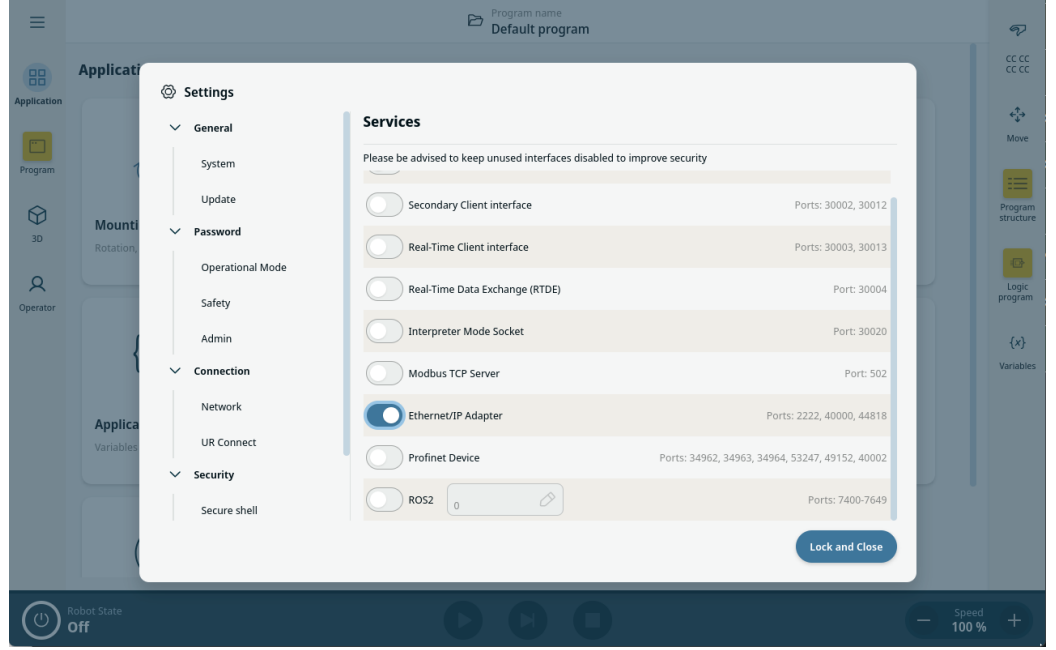 Program name
Default program
Applicati
Application
Program
3D
Operator
Mounti
Rotation,
Applica
Variables
Settings
General
System
Update
Password
Operational Mode
Safety
Admin
Connection
Network
UR Connect
Security
Secure shell
Services
Please be advised to keep unused interfaces disabled to improve security
Secondary Client interface Ports: 30002, 30012
Real-Time Client interface Ports: 30003, 30013
Real-Time Data Exchange (RTDE) Port: 30004
Interpreter Mode Socket Port: 30020
Modbus TCP Server Port: 502
Ethernet/IP Adapter Ports: 2222, 40000, 44818
Profinet Device Ports: 34962, 34963, 34964, 53247, 49152, 40002
ROS2 0 Ports: 7400-7649
Lock and Close
CC CC
CC CC
Move
Program
structure
Logic
program
{x}
Variables
Robot State
Off
Speed
100 %